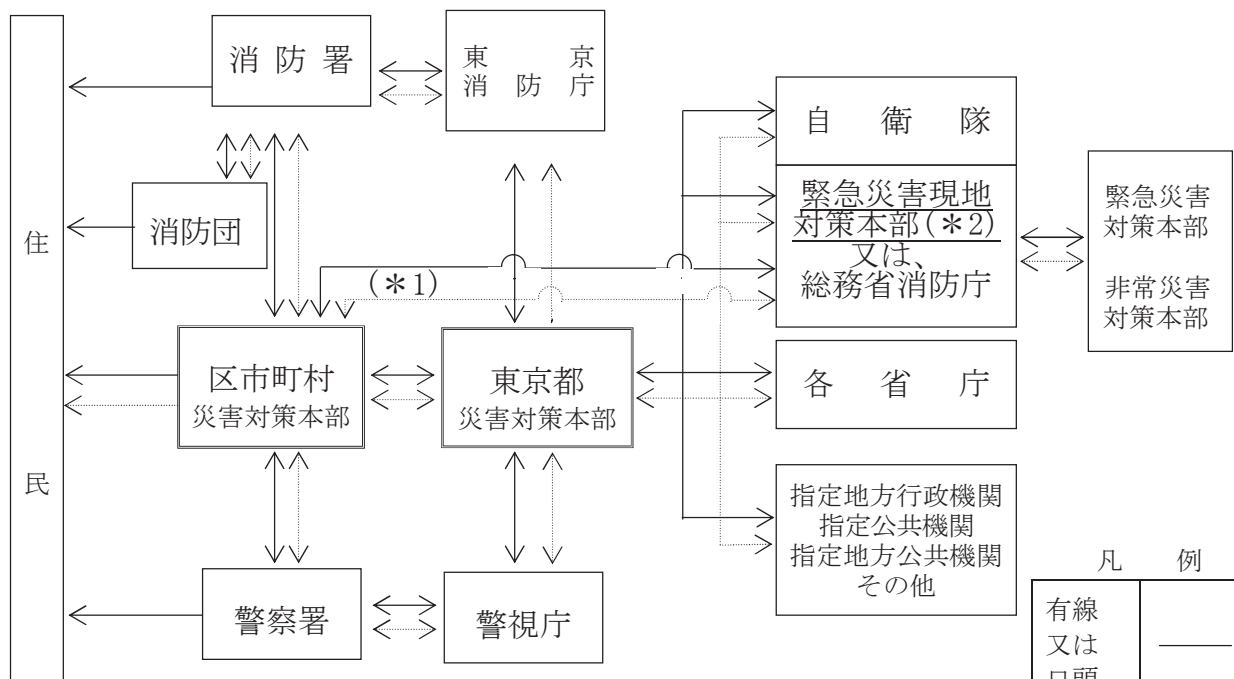 消防署
東京
消防庁
自衛隊
緊急災害現地
対策本部(＊2)
又は、
総務省消防庁
緊急災害
対策本部
非常災害
対策本部
消防団
住
民
(＊1)
区市町村
災害対策本部
東京都
災害対策本部
各省庁
指定地方行政機関
指定公共機関
指定地方公共機関
その他
警察署
警視庁
凡例
有線
又は
口頭